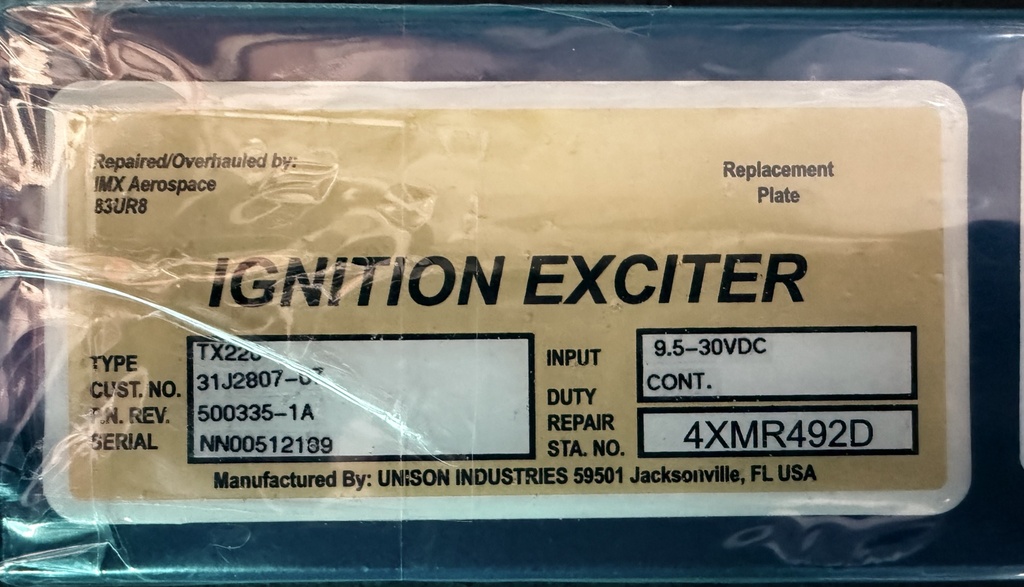 Repaired/Overhauled by:
IMX Aerospace
83UR8
Replacement
Plate
IGNITION EXCITER
TYPE
CUST. NO. 
P.N. REV. 500335-1A
SERIAL NN00512189
INPUT 9.5-30VDC
DUTY CONT.
REPAIR
STA. NO. 4XMR492D
Manufactured By: UNISON INDUSTRIES 59501 Jacksonville, FL USA